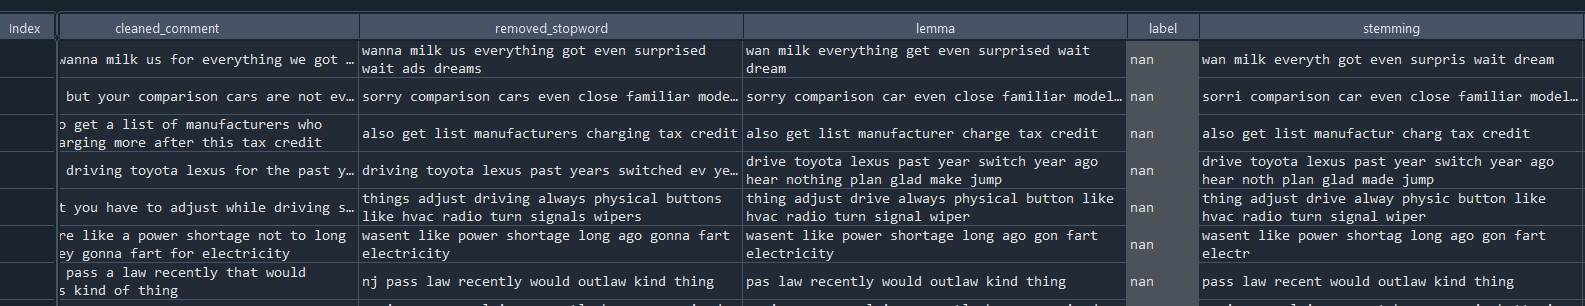 Index cleaned_comment removed_stopword lemma label stemming
wanna milk us for everything we got …
wanna milk us everything got even surprised
wait ads dreams
wan milk everything get even surprised wait
dream
nan
wan milk everyth got even surpris wait dream
but your comparison cars are not ev…
sorry comparison cars even close familiar mode…
sorry comparison car even close familiar model…
nan
sorri comparison car even close familiar model…
o get a list of manufacturers who
arging more after this tax credit
also get list manufacturers charging tax credit
also get list manufacturer charge tax credit
nan
also get list manufactur charg tax credit
driving toyota lexus for the past y…
driving toyota lexus past years switched ev ye…
drive toyota lexus past year switch year ago
hear nothing plan glad make jump
nan
drive toyota lexus past year switch year ago
hear noth plan glad made jump
t you have to adjust while driving s…
things adjust driving always physical buttons
like hvac radio turn signals wipers
thing adjust drive always physical button like
hvac radio turn signal wiper
nan
thing adjust drive alway physic button like
hvac radio turn signal wiper
re like a power shortage not to long
ey gonna fart for electricity
wasent like power shortage long ago gonna fart
electricity
wasent like power shortage long ago gon fart
electricity
nan
wasent like power shortag long ago gon fart
electr
pass a law recently that would
s kind of thing
nj pass law recently would outlaw kind thing
pas law recently would outlaw kind thing
nan
pass law recent would outlaw kind thing